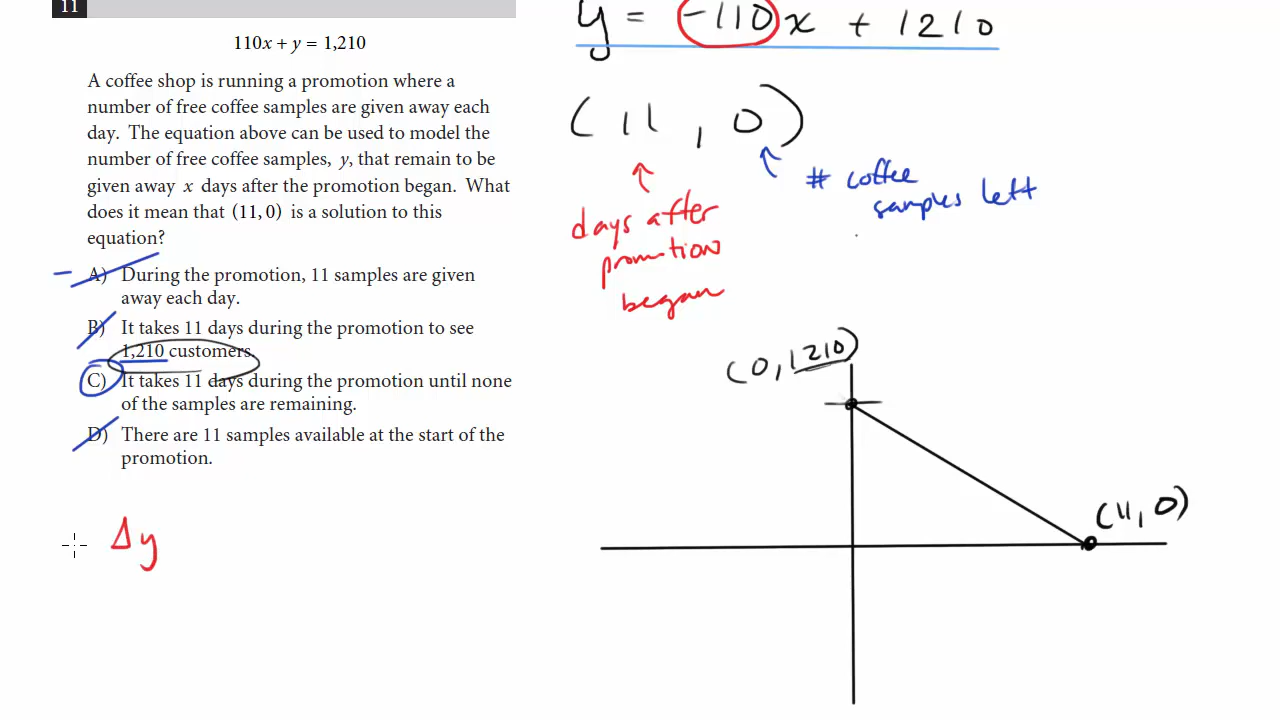 11
110x + y = 1,210
A coffee shop is running a promotion where a
number of free coffee samples are given away each
day. The equation above can be used to model the
number of free coffee samples, y, that remain to be
given away x days after the promotion began. What
does it mean that (11, 0) is a solution to this
equation?
A) During the promotion, 11 samples are given
away each day.
B) It takes 11 days during the promotion to see
1,210 customers.
C) It takes 11 days during the promotion until none
of the samples are remaining.
D) There are 11 samples available at the start of the
promotion.
Δy
y = -110x + 1210
(11, 0)
# coffee
samples left
days after
promotion
began
(0, 1210)
(11, 0)